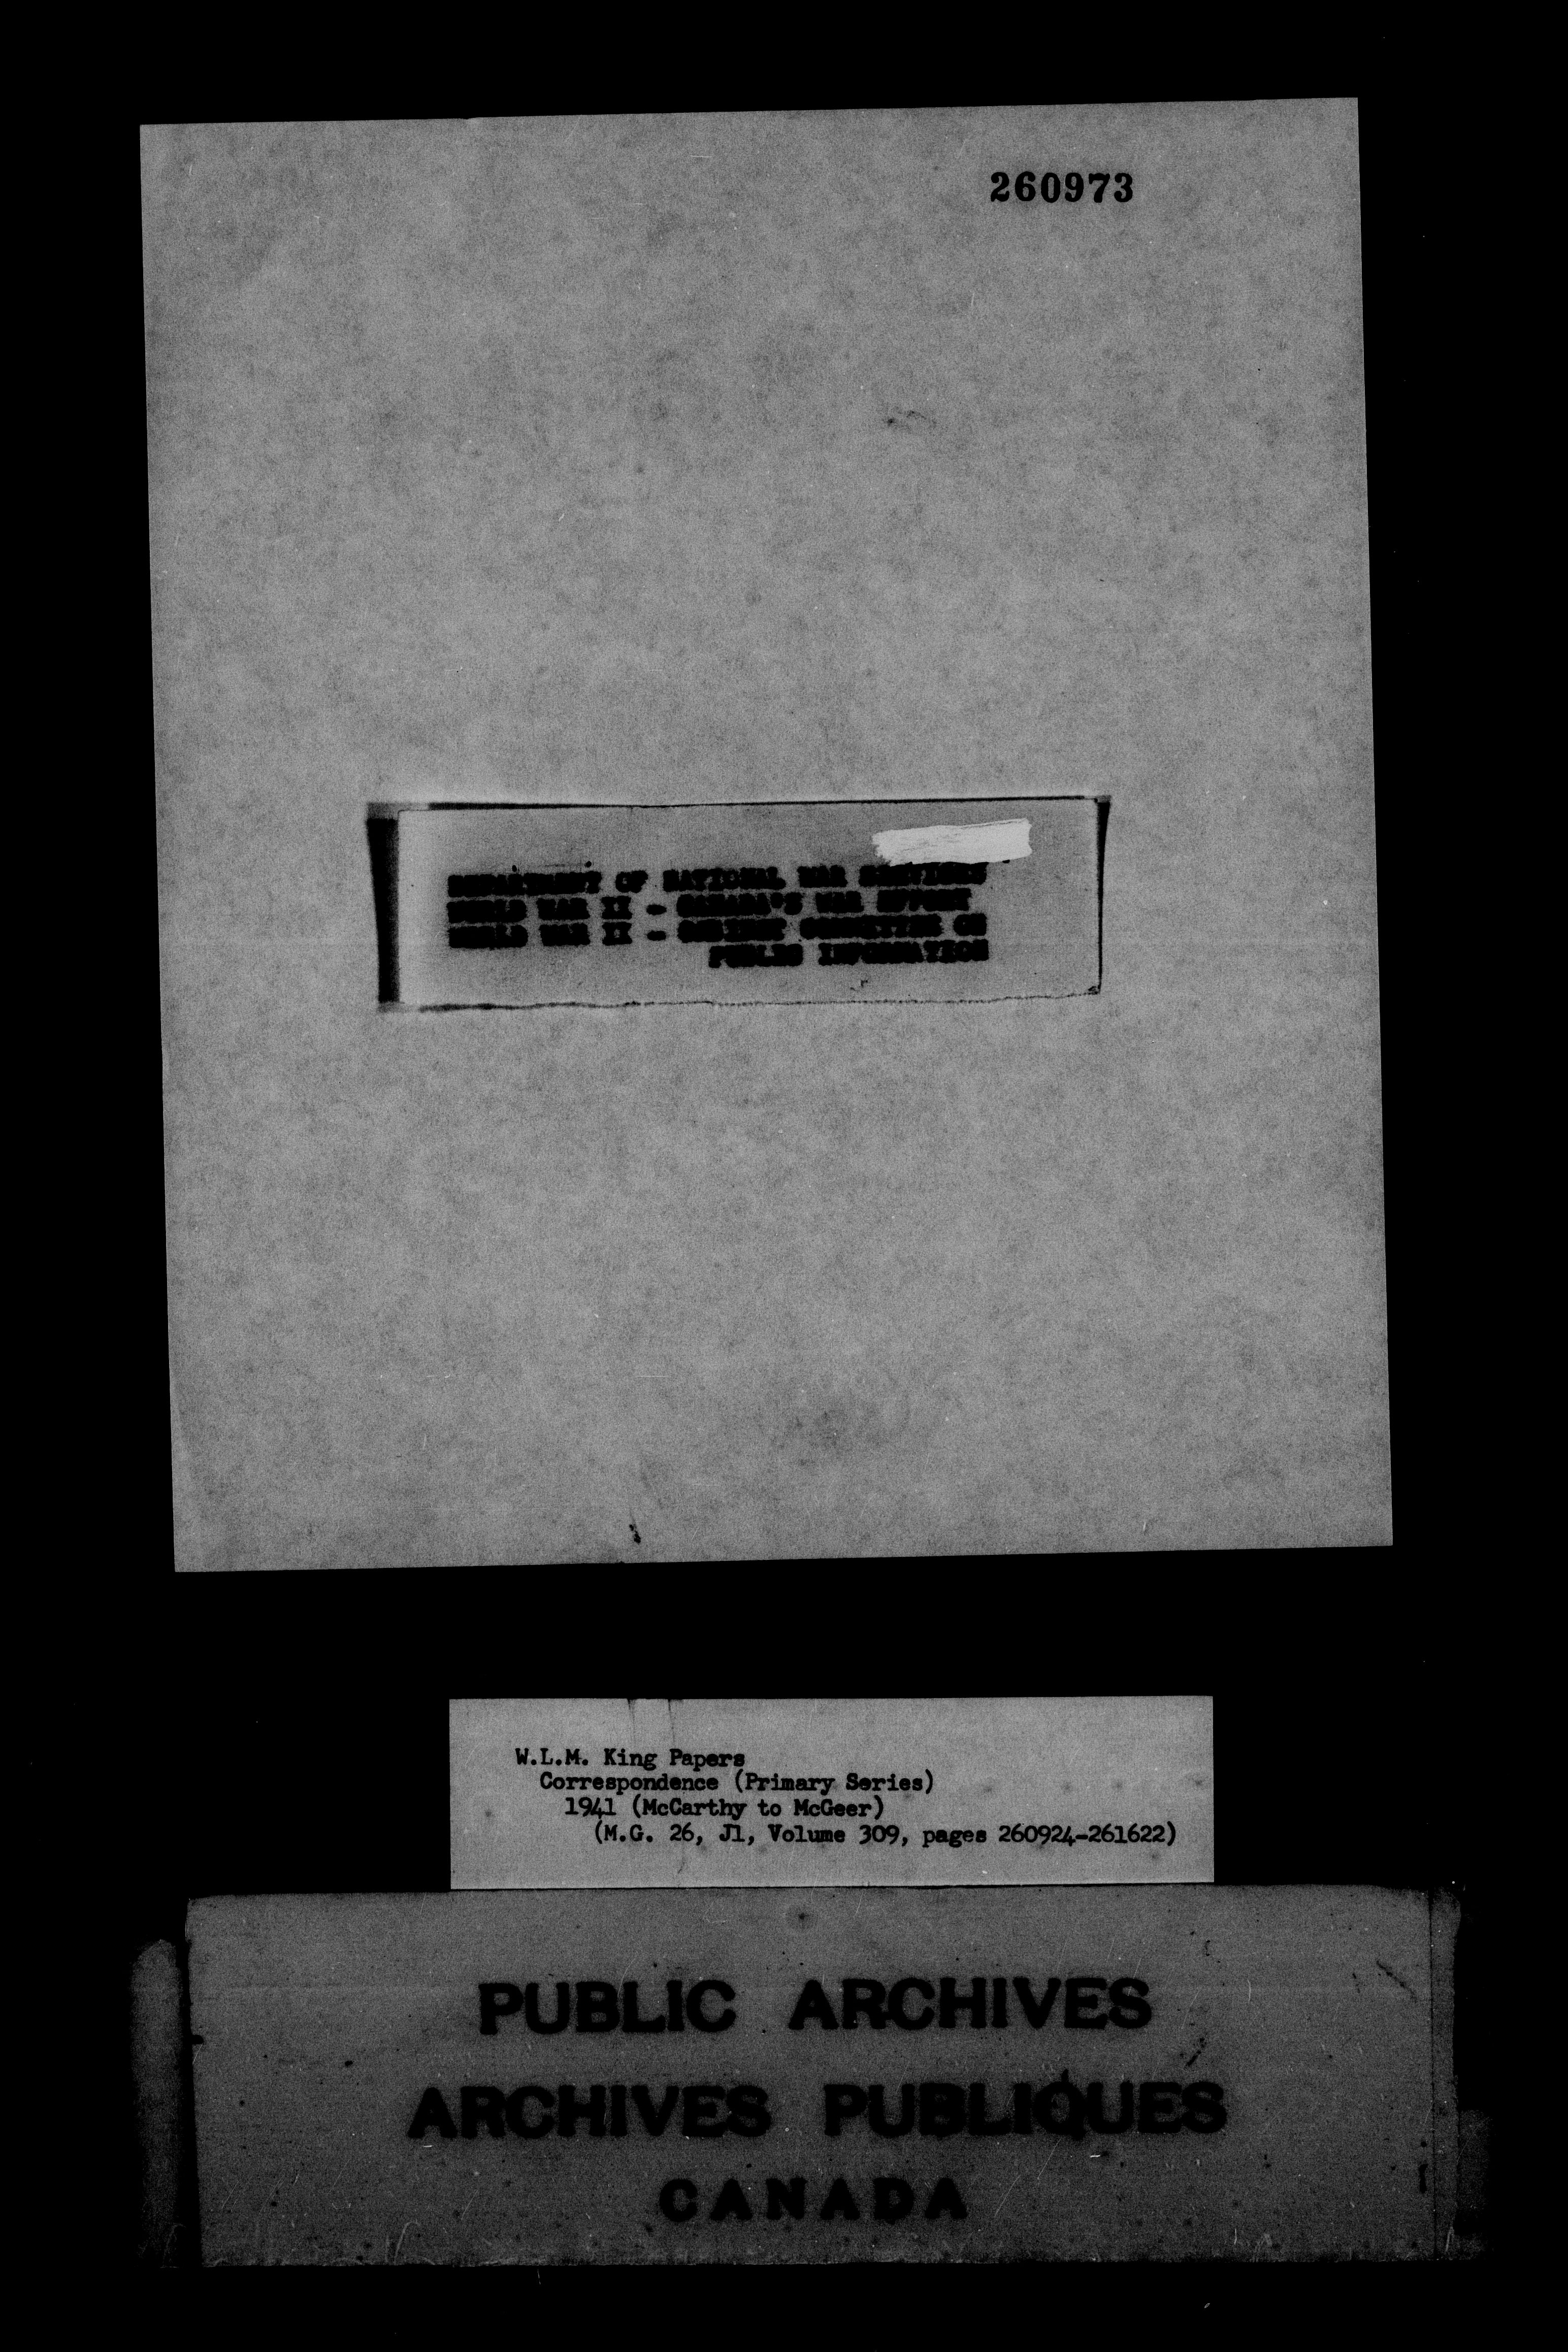 260973
DEPARTMENT OF NATIONAL WAR SERVICES
WORLD WAR II - CANADA'S WAR EFFORT
WORLD WAR II - CABINET COMMITTEE ON
PUBLIC INFORMATION
W.L.M. King Papers
Correspondence (Primary Series)
1941 (McCarthy to McGeer)
(M.G. 26, J1, Volume 309, pages 260924-261622)
PUBLIC ARCHIVES
ARCHIVES PUBLIQUES
CANADA